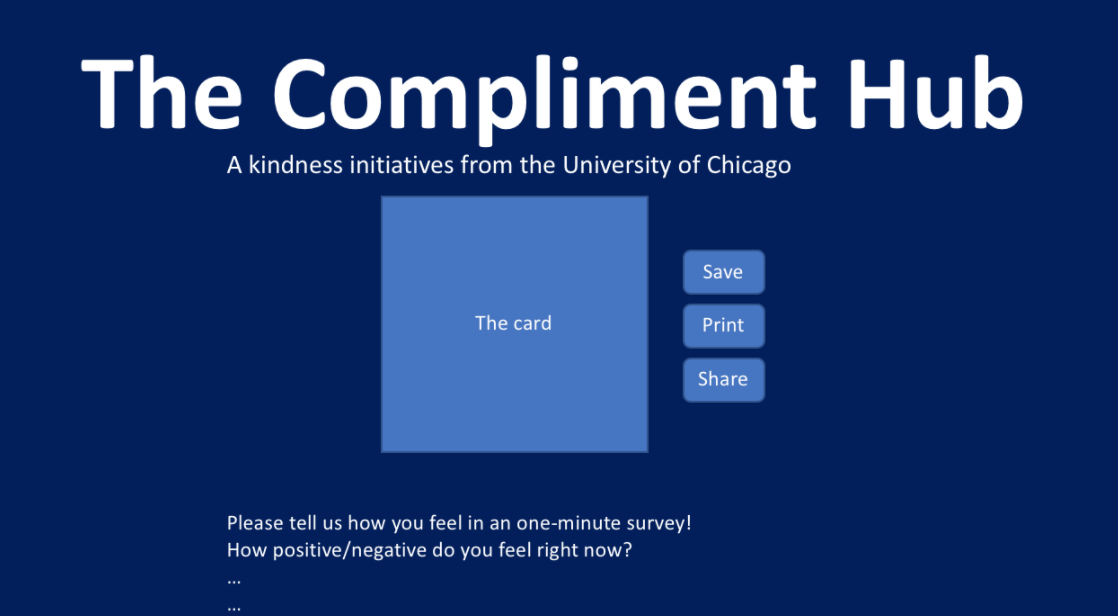 The Compliment Hub
A kindness initiatives from the University of Chicago
The card
Save
Print
Share
Please tell us how you feel in an one-minute survey!
How positive/negative do you feel right now?
...
...